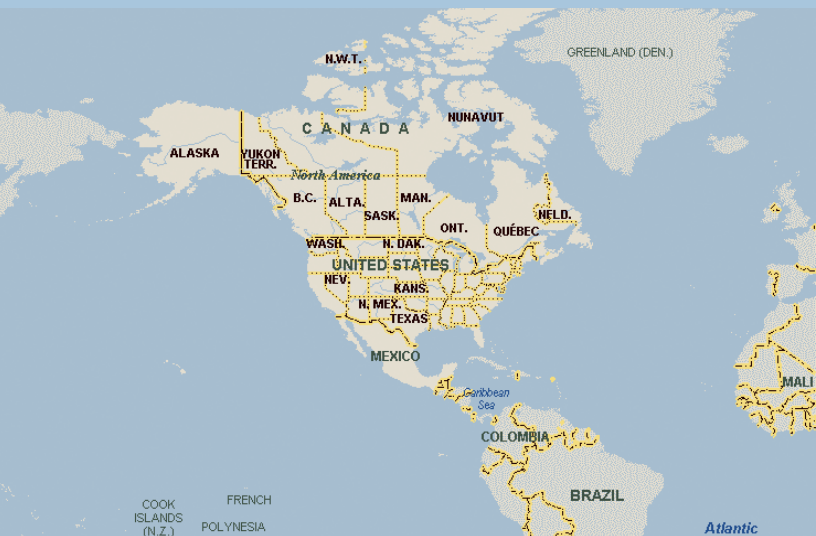 N.W.T.
GREENLAND (DEN.)
NUNAVUT
CANADA
ALASKA
YUKON
TERR.
North America
B.C.
ALTA.
MAN.
SASK.
NFLD.
ONT.
QUÉBEC
WASH.
N. DAK.
UNITED STATES
NEV.
KANS.
N. MEX.
TEXAS
MEXICO
MALI
Caribbean
Sea
COLOMBIA
BRAZIL
FRENCH
POLYNESIA
COOK
ISLANDS
(N.Z.)
Atlantic